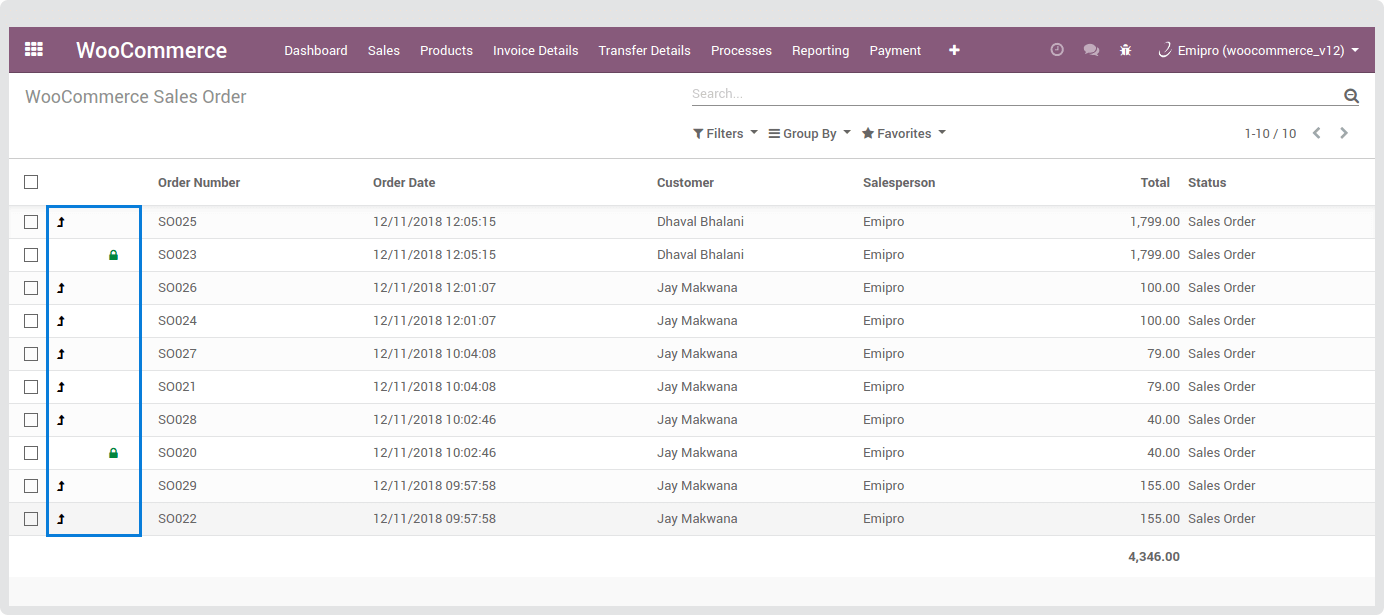 WooCommerce Dashboard Sales Products Invoice Details Transfer Details Processes Reporting Payment Emipro (woocommerce_v12)
WooCommerce Sales Order Search...
Filters Group By Favorites 1-10 / 10
Order Number Order Date Customer Salesperson Total Status
SO025 12/11/2018 12:05:15 Dhaval Bhalani Emipro 1,799.00 Sales Order
SO023 12/11/2018 12:05:15 Dhaval Bhalani Emipro 1,799.00 Sales Order
SO026 12/11/2018 12:01:07 Jay Makwana Emipro 100.00 Sales Order
SO024 12/11/2018 12:01:07 Jay Makwana Emipro 100.00 Sales Order
SO027 12/11/2018 10:04:08 Jay Makwana Emipro 79.00 Sales Order
SO021 12/11/2018 10:04:08 Jay Makwana Emipro 79.00 Sales Order
SO028 12/11/2018 10:02:46 Jay Makwana Emipro 40.00 Sales Order
SO020 12/11/2018 10:02:46 Jay Makwana Emipro 40.00 Sales Order
SO029 12/11/2018 09:57:58 Jay Makwana Emipro 155.00 Sales Order
SO022 12/11/2018 09:57:58 Jay Makwana Emipro 155.00 Sales Order
4,346.00